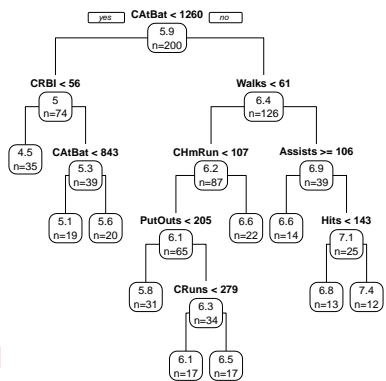 yes CAtBat < 1260 no
5.9
n=200
CRBI < 56 Walks < 61
5 6.4
n=74 n=126
CAtBat < 843 CHmRun < 107 Assists >= 106
4.5 5.3 6.2 6.9
n=35 n=39 n=87 n=39
PutOuts < 205 Hits < 143
5.1 5.6 6.1 6.6 6.6 7.1
n=19 n=20 n=65 n=22 n=14 n=25
CRuns < 279
5.8 6.3 6.8 7.4
n=31 n=34 n=13 n=12
6.1 6.5
n=17 n=17